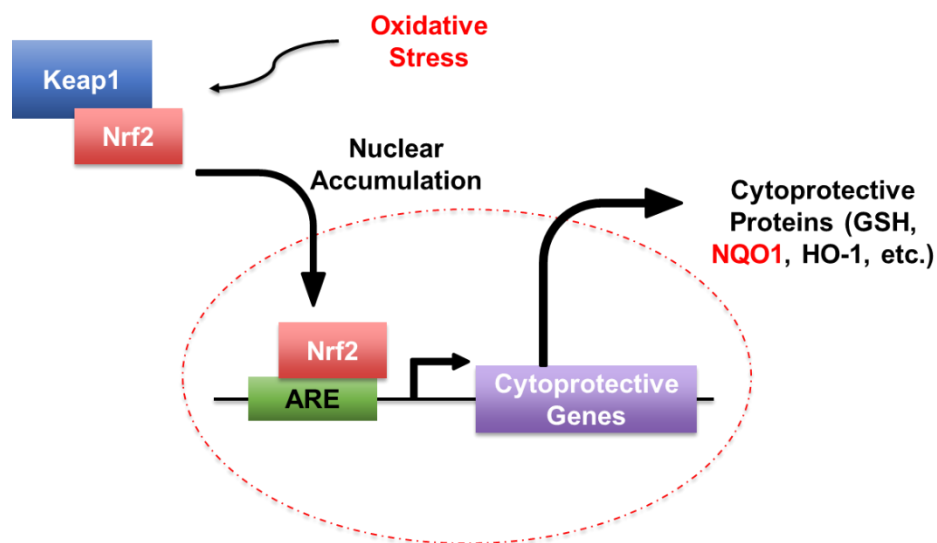 Oxidative
Stress
Keap1
Nrf2
Nuclear
Accumulation
Cytoprotective
Proteins (GSH,
NQO1, HO-1, etc.)
Nrf2
ARE
Cytoprotective
Genes